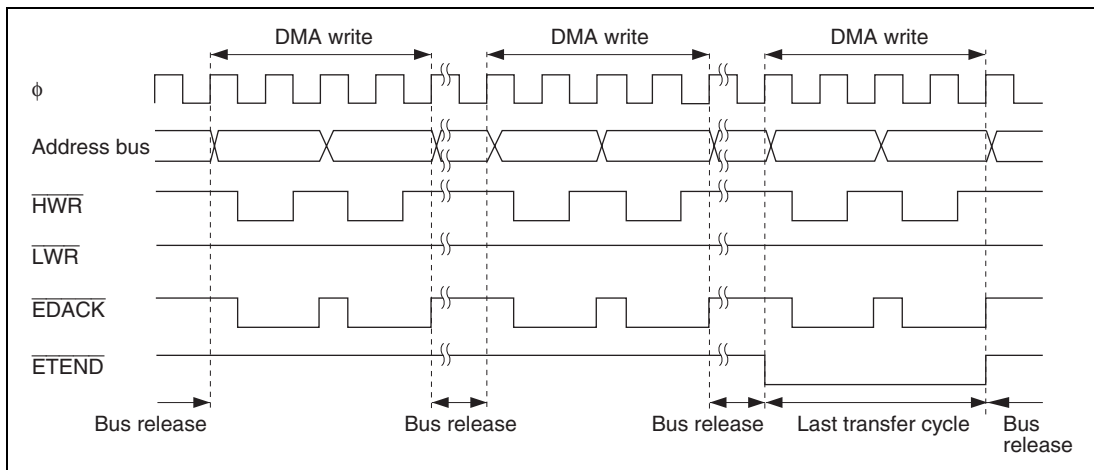 DMA write DMA write DMA write
φ
Address bus
HWR
LWR
EDACK
ETEND
Bus release Bus release Bus release Last transfer cycle Bus
release